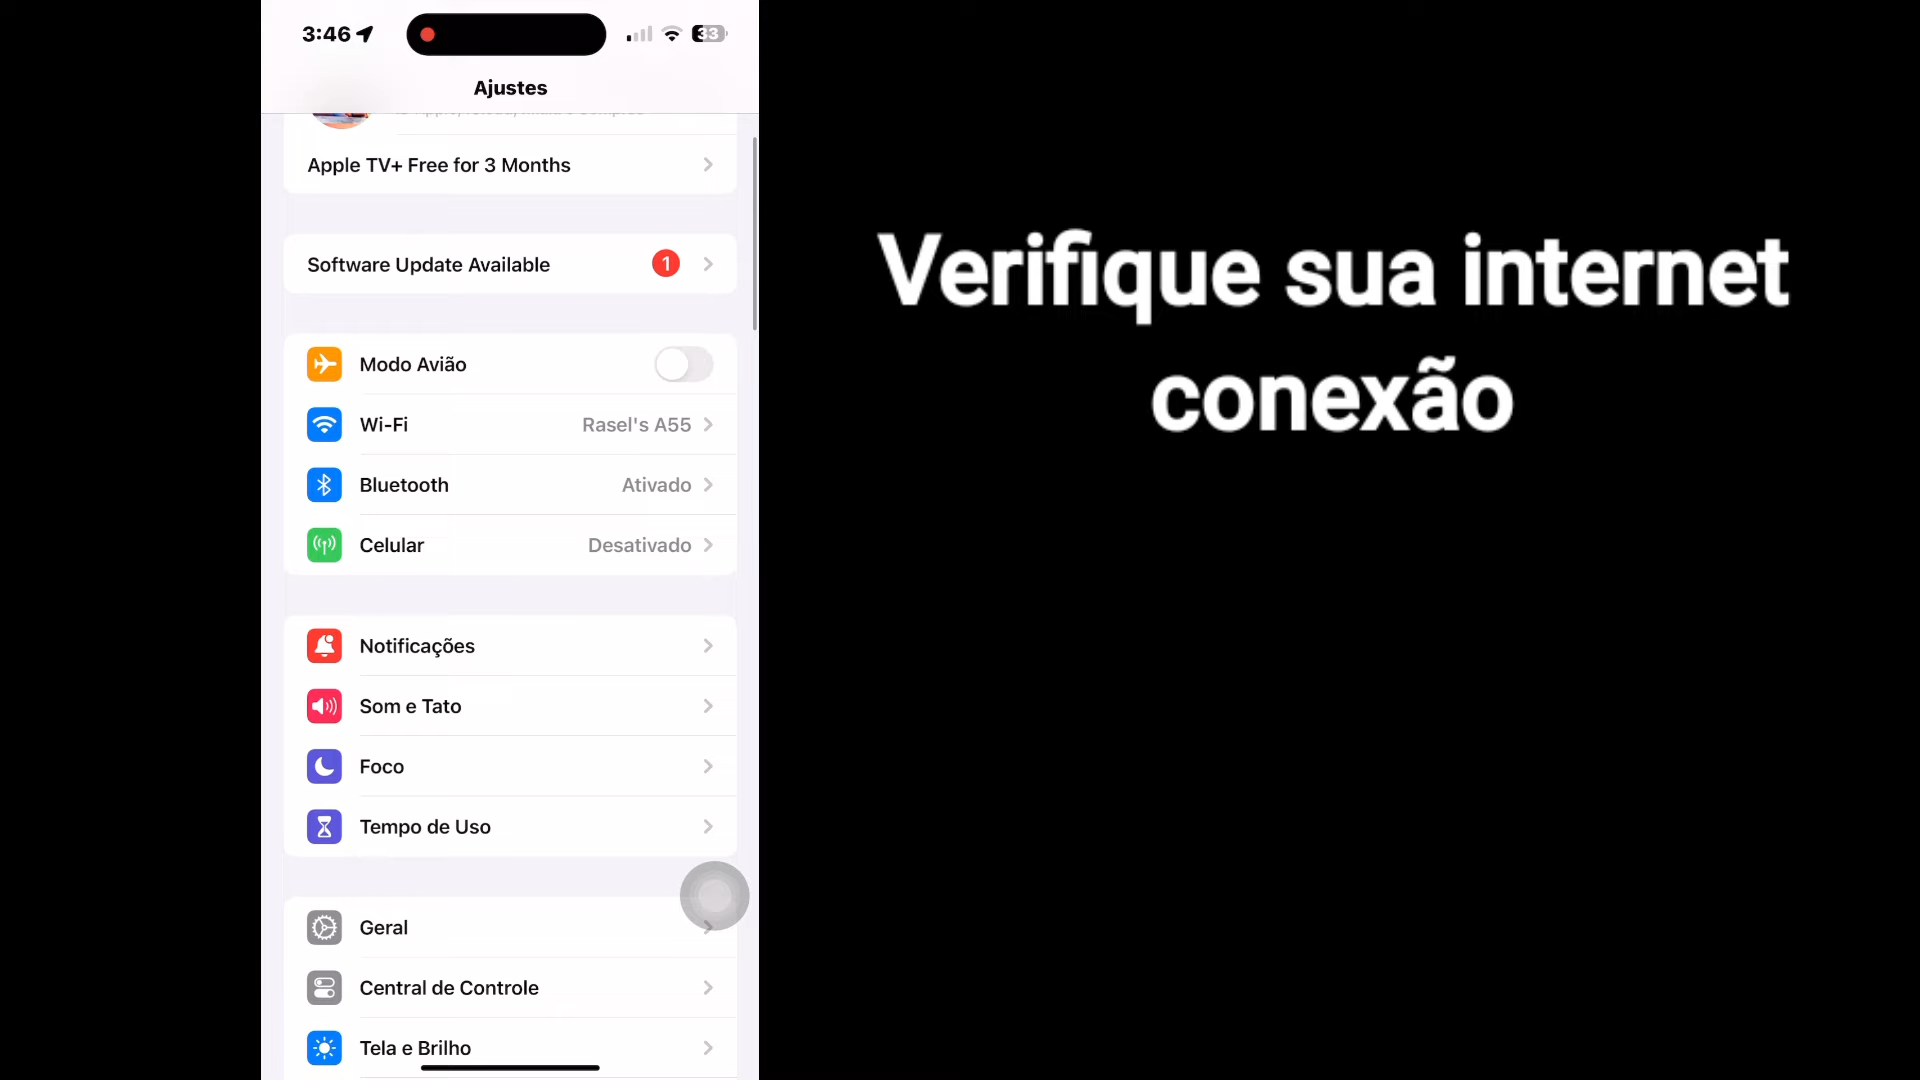 3:46
33
Ajustes
Apple TV+ Free for 3 Months
Software Update Available
1
Modo Avião
Wi-Fi
Rasel's A55
Bluetooth
Ativado
Celular
Desativado
Notificações
Som e Tato
Foco
Tempo de Uso
Geral
Central de Controle
Tela e Brilho
Verifique sua internet
conexão